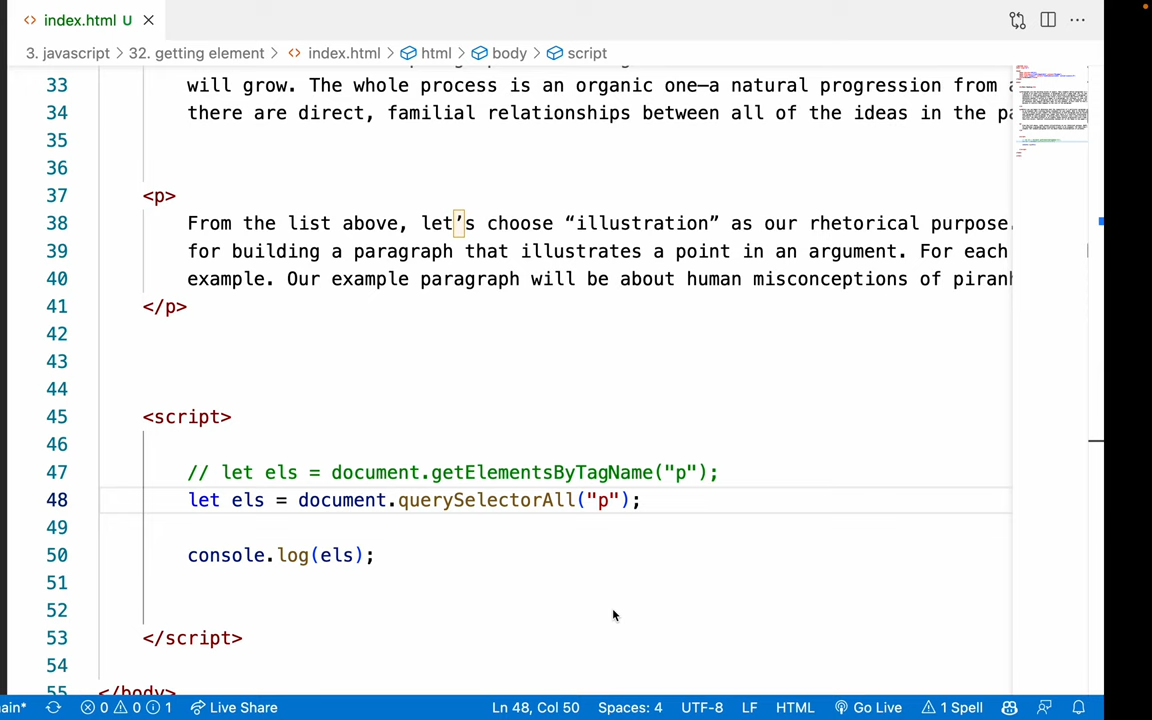 index.html U
3. javascript > 32. getting element > index.html > html > body > script
33 will grow. The whole process is an organic one—a natural progression from
34 there are direct, familial relationships between all of the ideas in the
35
36
37 <p>
38 From the list above, let’s choose “illustration” as our rhetorical purpose.
39 for building a paragraph that illustrates a point in an argument. For each
40 example. Our example paragraph will be about human misconceptions of
41 </p>
42
43
44
45 <script>
46
47 // let els = document.getElementsByTagName("p");
48 let els = document.querySelectorAll("p");
49
50 console.log(els);
51
52
53 </script>
54
55 </body>
ain* 0 0 1 Live Share Ln 48, Col 50 Spaces: 4 UTF-8 LF HTML Go Live 1 Spell